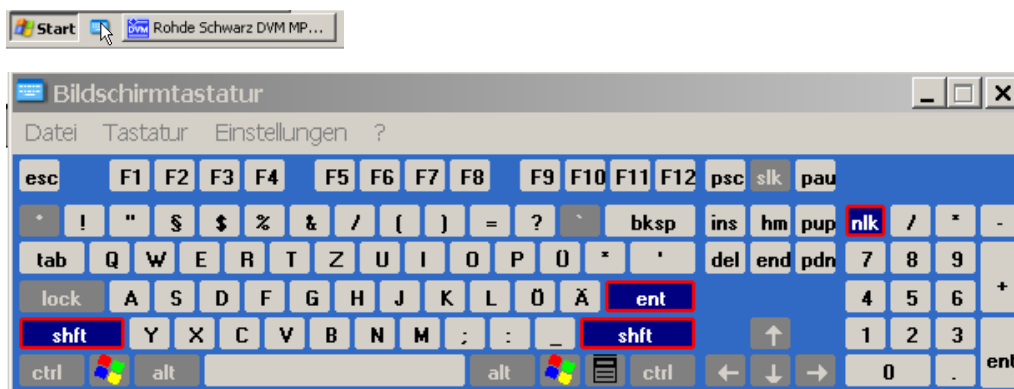 Start DVM Rohde Schwarz DVM MP...
Bildschirmtastatur
Datei Tastatur Einstellungen ?
esc F1 F2 F3 F4 F5 F6 F7 F8 F9 F10 F11 F12 psc slk pau
° ! " § $ % & / ( ) = ? ` bksp ins hm pup nlk / * -
tab Q W E R T Z U I O P Ü * ' del end pdn 7 8 9 +
lock A S D F G H J K L Ö Ä ent 4 5 6
shft Y X C V B N M ; : _ shft ↑ 1 2 3 ent
ctrl alt alt ctrl ← ↓ → 0 .